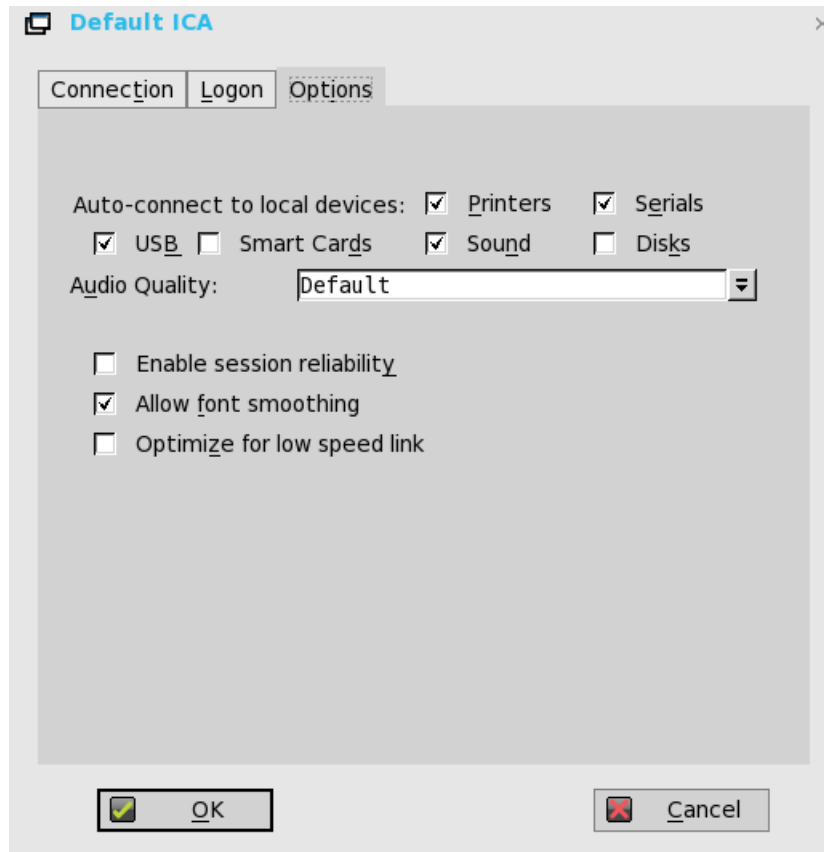 Default ICA
Connection Logon Options
Auto-connect to local devices: Printers Serials
USB Smart Cards Sound Disks
Audio Quality: Default
Enable session reliability
Allow font smoothing
Optimize for low speed link
OK Cancel